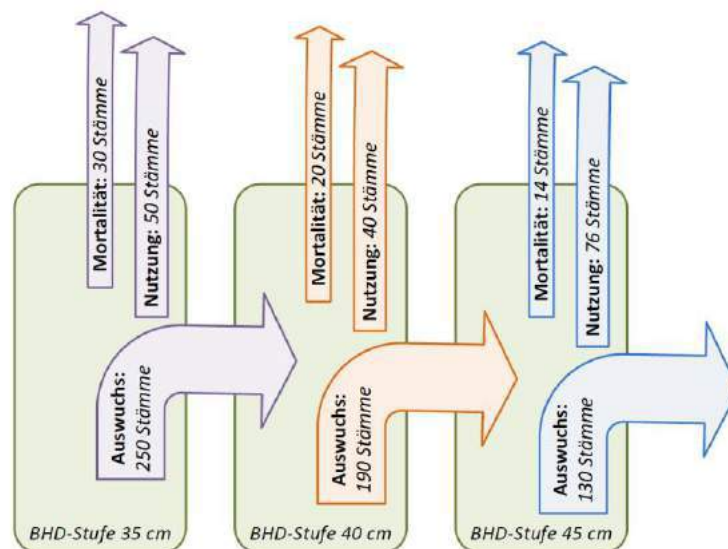 Mortalität: 30 Stämme
Nutzung: 50 Stämme
Auswuchs:
250 Stämme
BHD-Stufe 35 cm
Mortalität: 20 Stämme
Nutzung: 40 Stämme
Auswuchs:
190 Stämme
BHD-Stufe 40 cm
Mortalität: 14 Stämme
Nutzung: 76 Stämme
Auswuchs:
130 Stämme
BHD-Stufe 45 cm